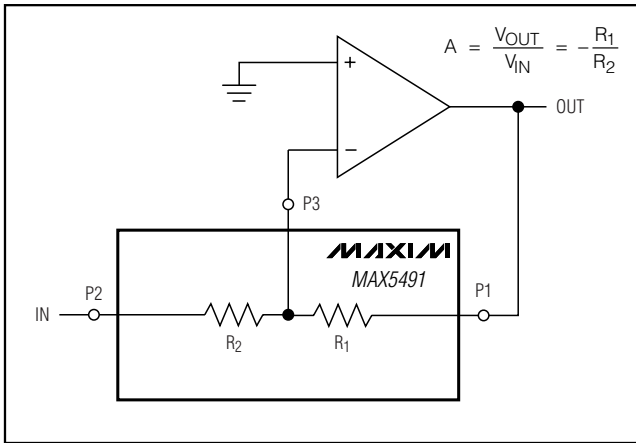 A = VOUT/VIN = -R1/R2
+
−
OUT
P3
MAXIM
MAX5491
P2
P1
IN
R2
R1